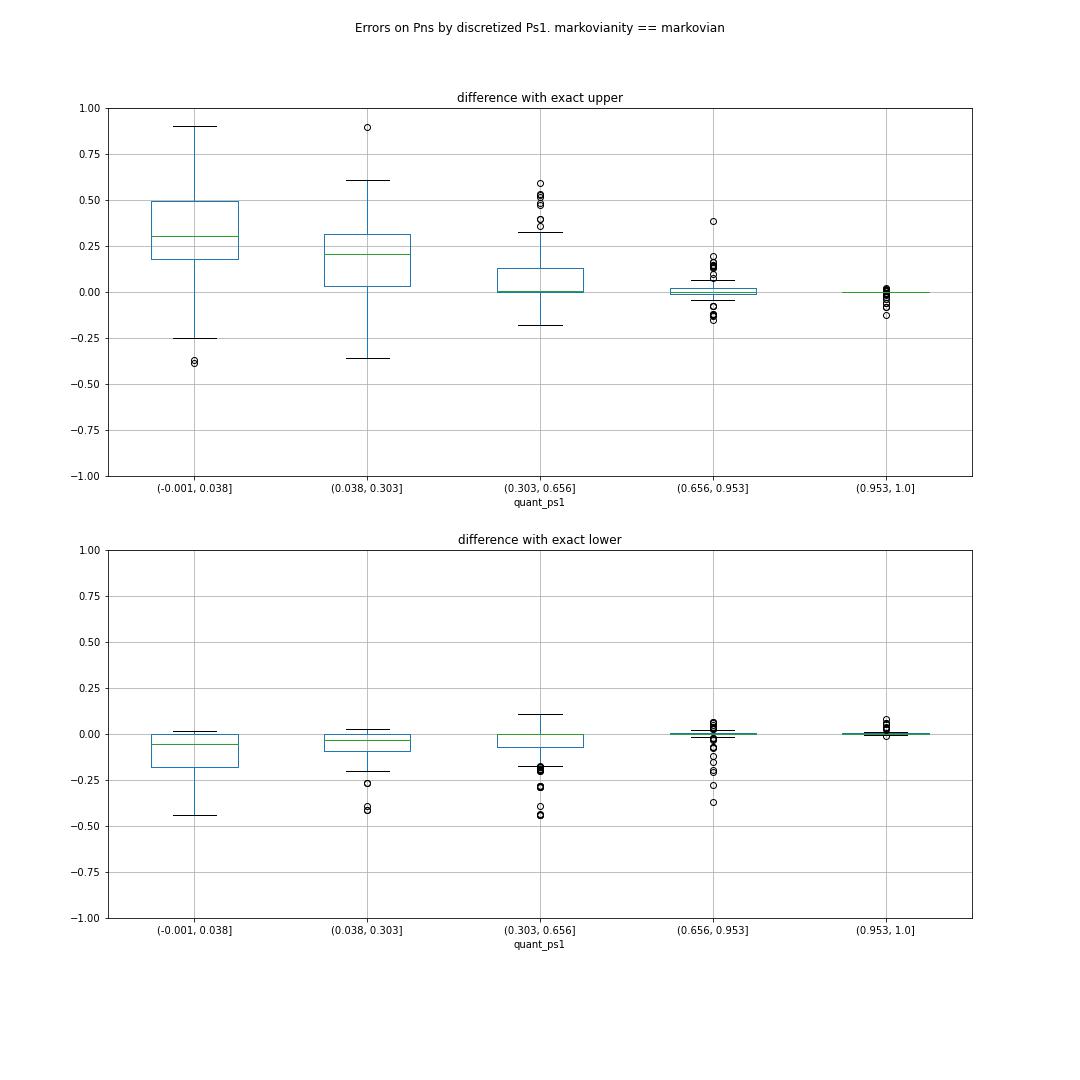 Errors on Pns by discretized Ps1. markovianity == markovian
difference with exact upper
1.00
0.75
0.50
0.25
0.00
−0.25
−0.50
−0.75
−1.00
(-0.001, 0.038] (0.038, 0.303] (0.303, 0.656] (0.656, 0.953] (0.953, 1.0]
quant_ps1
difference with exact lower
1.00
0.75
0.50
0.25
0.00
−0.25
−0.50
−0.75
−1.00
(-0.001, 0.038] (0.038, 0.303] (0.303, 0.656] (0.656, 0.953] (0.953, 1.0]
quant_ps1